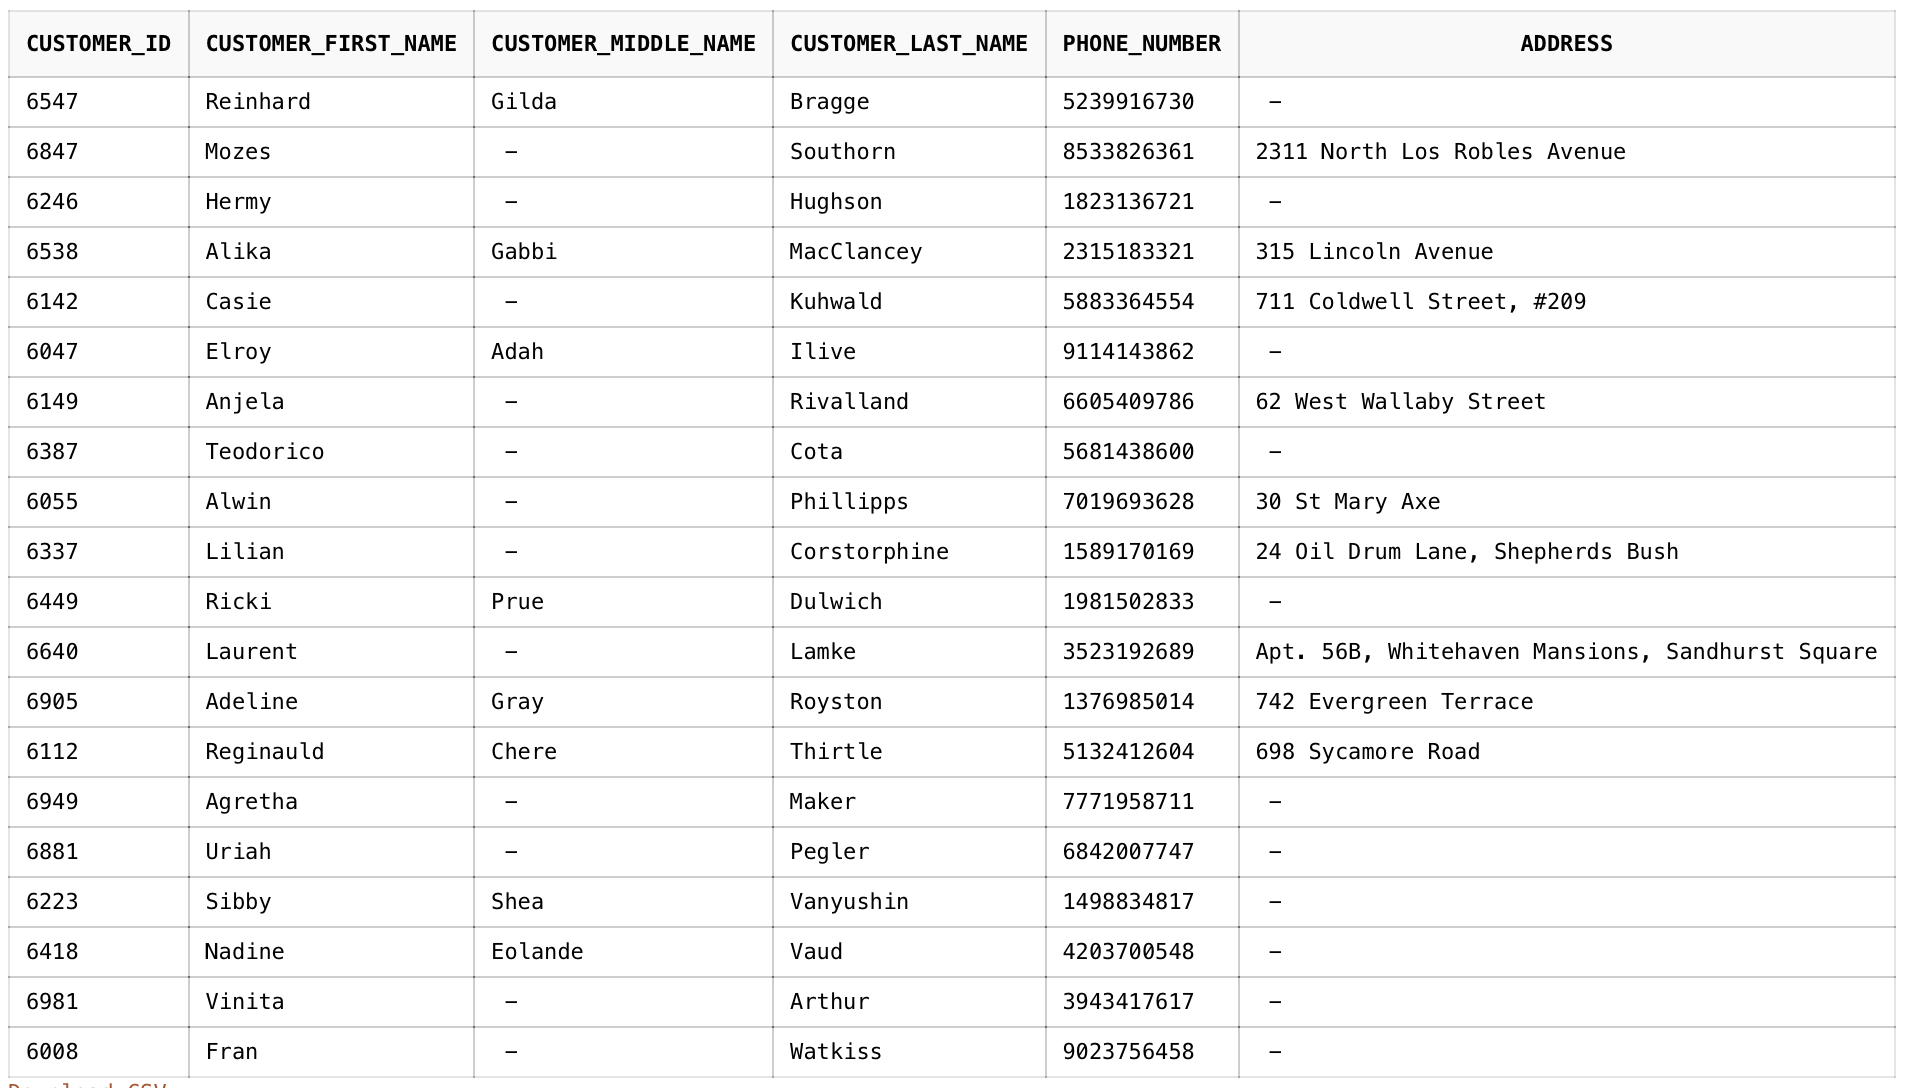 CUSTOMER_ID CUSTOMER_FIRST_NAME CUSTOMER_MIDDLE_NAME CUSTOMER_LAST_NAME PHONE_NUMBER ADDRESS
6547 Reinhard Gilda Bragge 5239916730 –
6847 Mozes – Southorn 8533826361 2311 North Los Robles Avenue
6246 Hermy – Hughson 1823136721 –
6538 Alika Gabbi MacClancey 2315183321 315 Lincoln Avenue
6142 Casie – Kuhwald 5883364554 711 Coldwell Street, #209
6047 Elroy Adah Ilive 9114143862 –
6149 Anjela – Rivalland 6605409786 62 West Wallaby Street
6387 Teodorico – Cota 5681438600 –
6055 Alwin – Phillipps 7019693628 30 St Mary Axe
6337 Lilian – Corstorphine 1589170169 24 Oil Drum Lane, Shepherds Bush
6449 Ricki Prue Dulwich 1981502833 –
6640 Laurent – Lamke 3523192689 Apt. 56B, Whitehaven Mansions, Sandhurst Square
6905 Adeline Gray Royston 1376985014 742 Evergreen Terrace
6112 Reginauld Chere Thirtle 5132412604 698 Sycamore Road
6949 Agretha – Maker 7771958711 –
6881 Uriah – Pegler 6842007747 –
6223 Sibby Shea Vanyushin 1498834817 –
6418 Nadine Eolande Vaud 4203700548 –
6981 Vinita – Arthur 3943417617 –
6008 Fran – Watkiss 9023756458 –
Download CSV